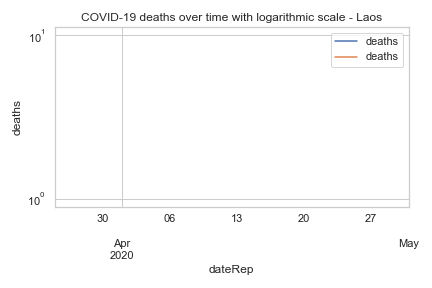 COVID-19 deaths over time with logarithmic scale - Laos
10¹
deaths
deaths
deaths
10⁰
30 06 13 20 27
Apr May
2020
dateRep